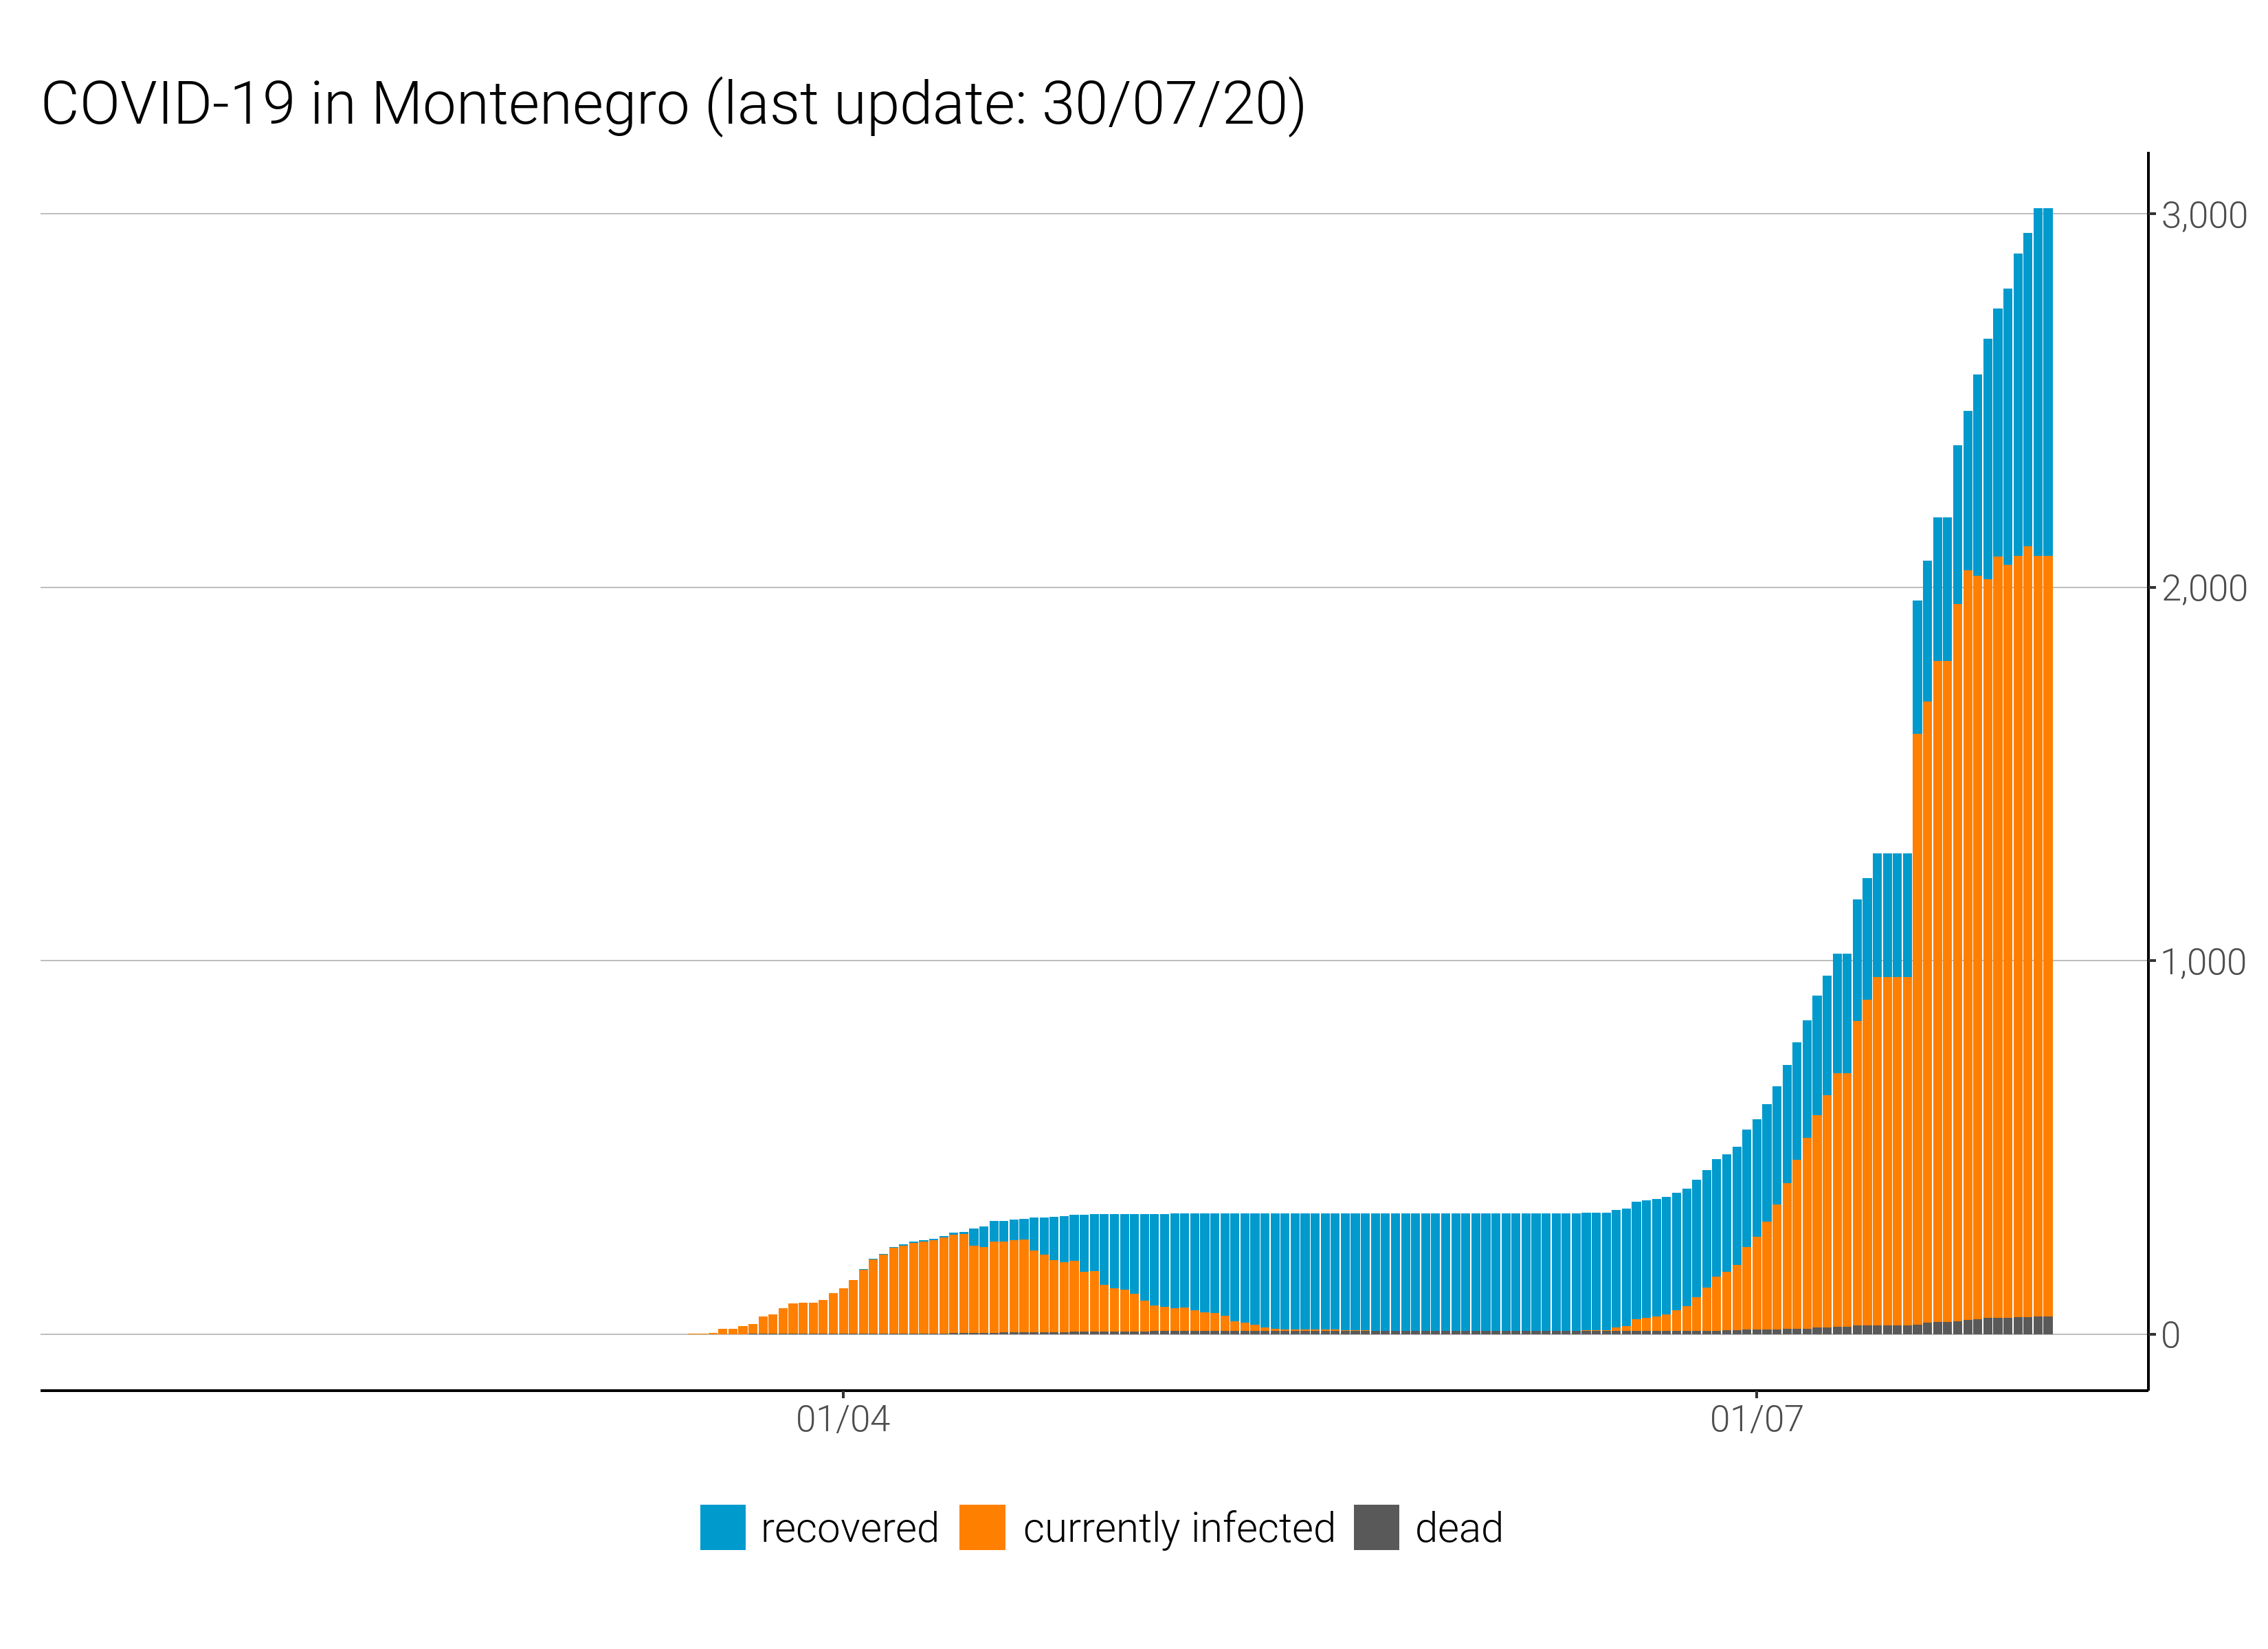 COVID-19 in Montenegro (last update: 30/07/20)
3,000
2,000
1,000
0
01/04 01/07
recovered currently infected dead